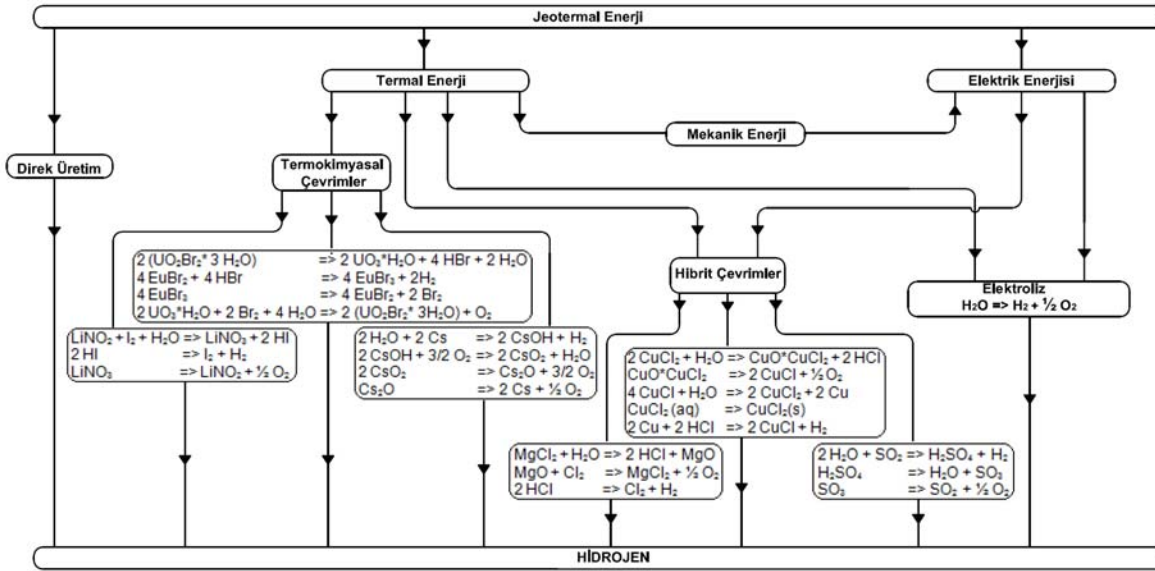 Jeotermal Enerji
Termal Enerji
Elektrik Enerjisi
Mekanik Enerji
Direk Üretim
Termokimyasal
Çevrimler
2 (UO₂Br₂* 3 H₂O) => 2 UO₃*H₂O + 4 HBr + 2 H₂O
4 EuBr₂ + 4 HBr => 4 EuBr₃ + 2H₂
4 EuBr₃ => 4 EuBr₂ + 2 Br₂
2 UO₃*H₂O + 2 Br₂ + 4 H₂O => 2 (UO₂Br₂* 3H₂O) + O₂
Hibrit Çevrimler
Elektroliz
H₂O => H₂ + ½ O₂
LiNO₂ + I₂ + H₂O => LiNO₃ + 2 HI
2 HI => I₂ + H₂
LiNO₃ => LiNO₂ + ½ O₂
2 H₂O + 2 Cs => 2 CsOH + H₂
2 CsOH + 3/2 O₂ => 2 CsO₂ + H₂O
2 CsO₂ => Cs₂O + 3/2 O₂
Cs₂O => 2 Cs + ½ O₂
2 CuCl₂ + H₂O => CuO*CuCl₂ + 2 HCl
CuO*CuCl₂ => 2 CuCl + ½ O₂
4 CuCl + H₂O => 2 CuCl₂ + 2 Cu
CuCl₂ (aq) => CuCl₂(s)
2 Cu + 2 HCl => 2 CuCl + H₂
MgCl₂ + H₂O => 2 HCl + MgO
MgO + Cl₂ => MgCl₂ + ½ O₂
2 HCl => Cl₂ + H₂
2 H₂O + SO₂ => H₂SO₄ + H₂
H₂SO₄ => H₂O + SO₃
SO₃ => SO₂ + ½ O₂
HİDROJEN